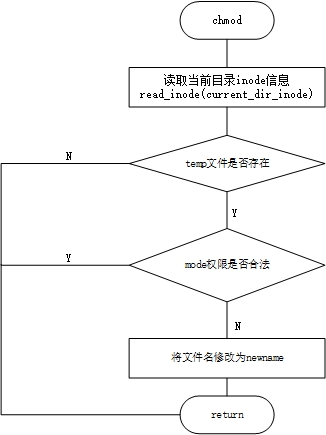 chmod
读取当前目录inode信息
read_inode(current_dir_inode)
N
temp文件是否存在
Y
Y
mode权限是否合法
N
将文件名修改为newname
return